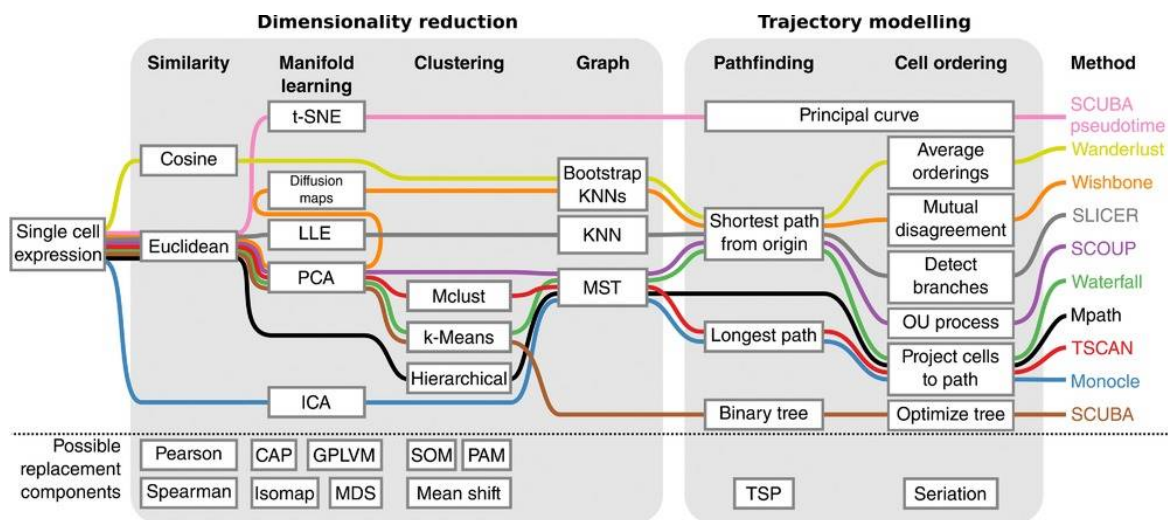 Dimensionality reduction
Trajectory modelling
Similarity
Manifold
learning
Clustering
Graph
Pathfinding
Cell ordering
Method
t-SNE
Principal curve
SCUBA
pseudotime
Cosine
Average
orderings
Wanderlust
Diffusion
maps
Bootstrap
KNNs
Wishbone
Single cell
expression
Euclidean
LLE
KNN
Shortest path
from origin
Mutual
disagreement
SLICER
PCA
MST
Detect
branches
SCOUP
Mclust
Waterfall
k-Means
Longest path
OU process
Mpath
Hierarchical
Project cells
to path
TSCAN
ICA
Monocle
Binary tree
Optimize tree
SCUBA
Possible
replacement
components
Pearson
CAP
GPLVM
SOM
PAM
Spearman
Isomap
MDS
Mean shift
TSP
Seriation